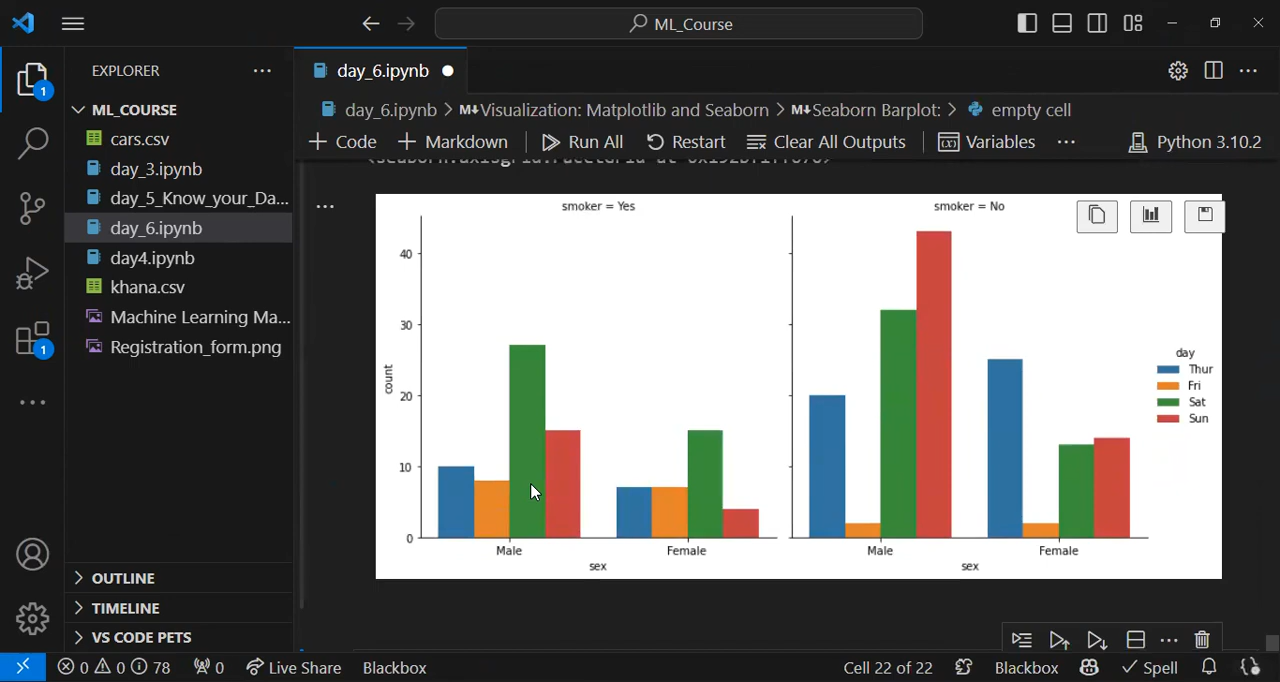 ML_Course
EXPLORER
ML_COURSE
cars.csv
day_3.ipynb
day_5_Know_your_Da...
day_6.ipynb
day4.ipynb
khana.csv
Machine Learning Ma...
Registration_form.png
OUTLINE
TIMELINE
VS CODE PETS
1
1
day_6.ipynb
day_6.ipynb > M↓Visualization: Matplotlib and Seaborn > M↓Seaborn Barplot: > empty cell
+ Code + Markdown Run All Restart Clear All Outputs Variables ... Python 3.10.2
smoker = Yes
smoker = No
count
40
30
20
10
0
Male Female
sex
Male Female
sex
day
Thur
Fri
Sat
Sun
0 0 78 0 Live Share Blackbox Cell 22 of 22 Blackbox Spell